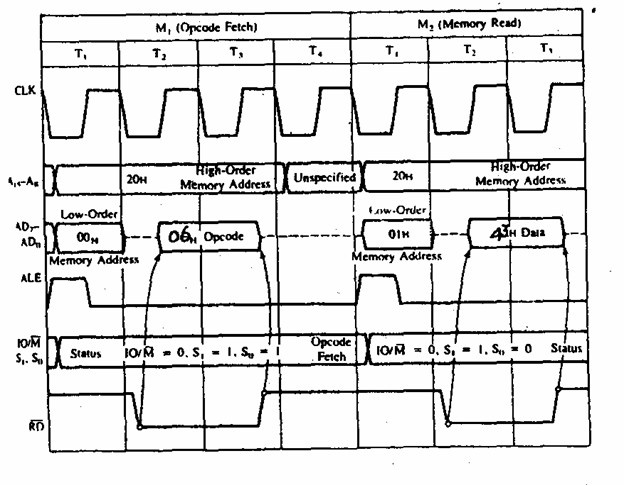 M₁ (Opcode Fetch) M₂ (Memory Read)
T₁ T₂ T₃ T₄ T₁ T₂ T₃
CLK
A₁₅–A₈ 20H High-Order Memory Address Unspecified 20H High-Order Memory Address
Low-Order Low-Order
AD₇– AD₀ 00H 06H Opcode 01H 43H Data
Memory Address Memory Address
ALE
IO/M̅ S₁, S₀ Status IO/M̅ = 0, S₁ = 1, S₀ = 1 Opcode Fetch IO/M̅ = 0, S₁ = 1, S₀ = 0 Status
R̅D̅